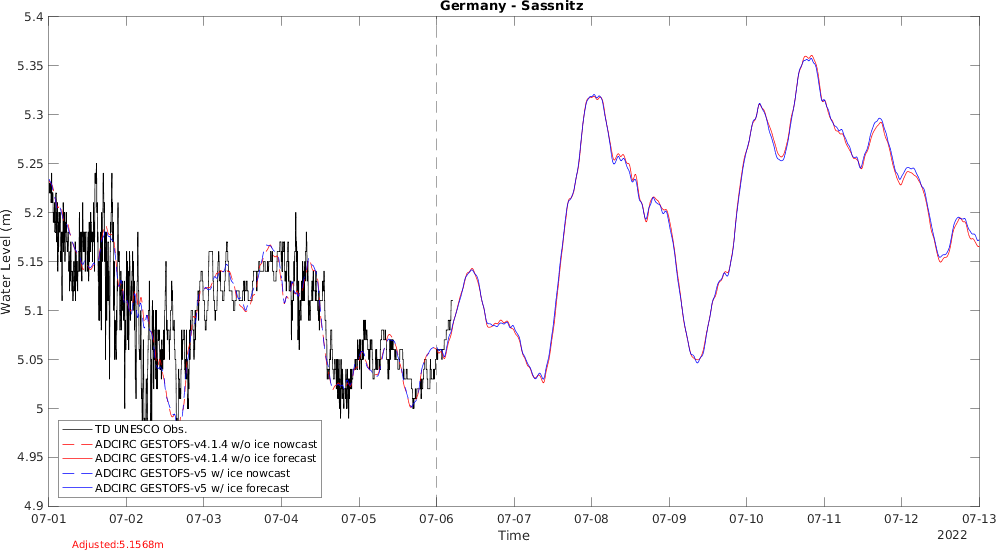 Germany - Sassnitz
5.4
5.35
5.3
5.25
5.2
5.15
5.1
5.05
5
4.95
4.9
Water Level (m)
TD UNESCO Obs.
ADCIRC GESTOFS-v4.1.4 w/o ice nowcast
ADCIRC GESTOFS-v4.1.4 w/o ice forecast
ADCIRC GESTOFS-v5 w/ ice nowcast
ADCIRC GESTOFS-v5 w/ ice forecast
07-01 07-02 07-03 07-04 07-05 07-06 07-07 07-08 07-09 07-10 07-11 07-12 07-13
Time
2022
Adjusted:5.1568m